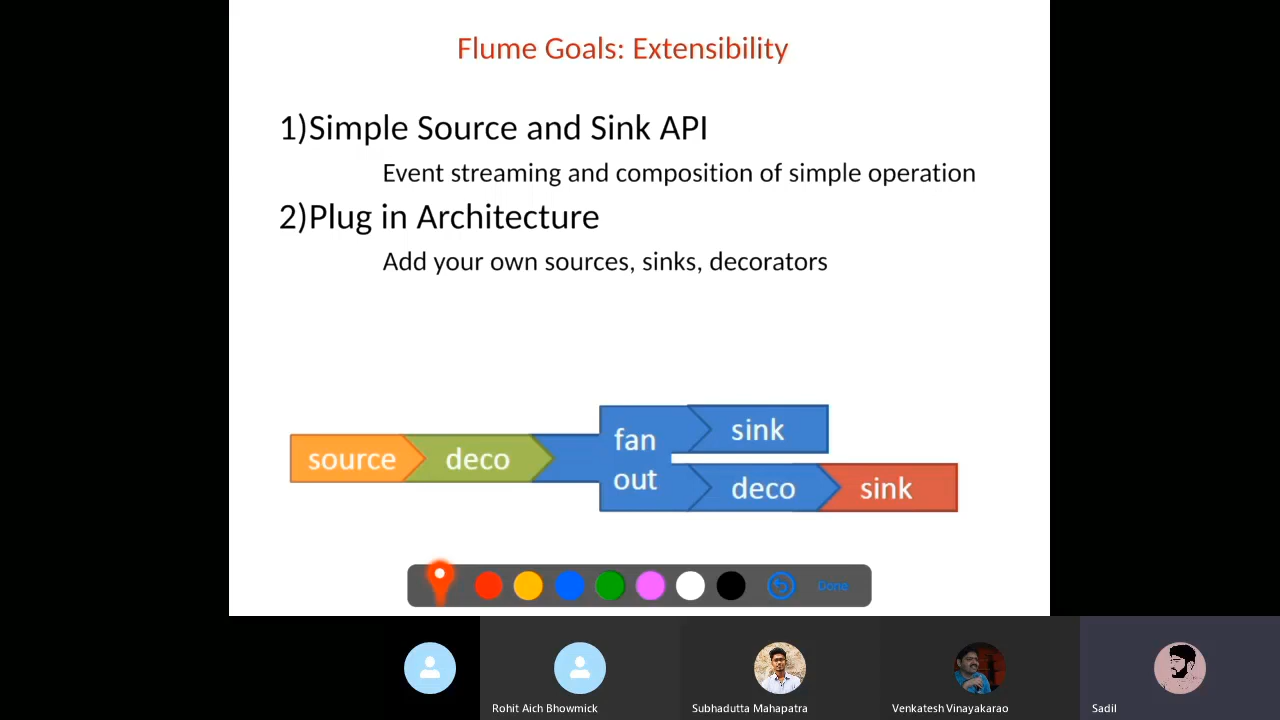 Flume Goals: Extensibility
1)Simple Source and Sink API
Event streaming and composition of simple operation
2)Plug in Architecture
Add your own sources, sinks, decorators
source deco fan out sink
deco sink
Done
Rohit Aich Bhowmick
Subhadutta Mahapatra
Venkatesh Vinayakarao
Sadil